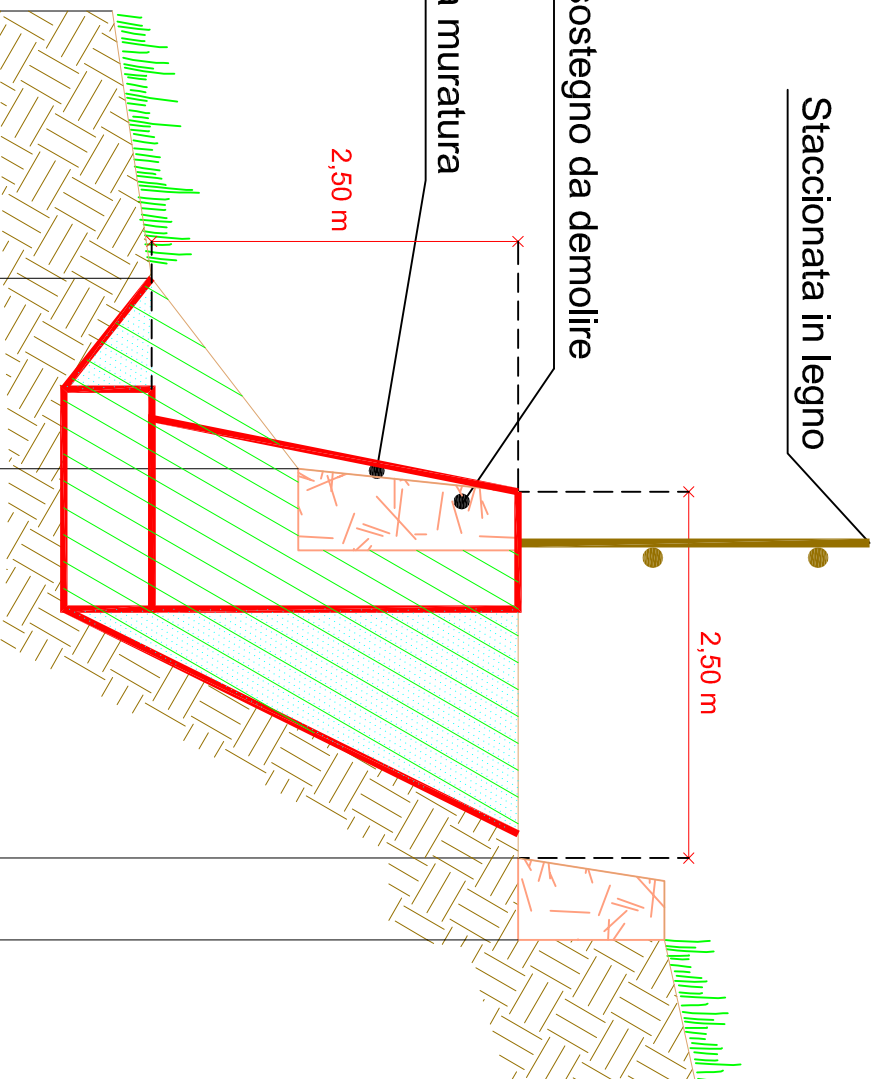 Staccionata in legno
sostegno da demolire
muratura
2,50 m
2,50 m